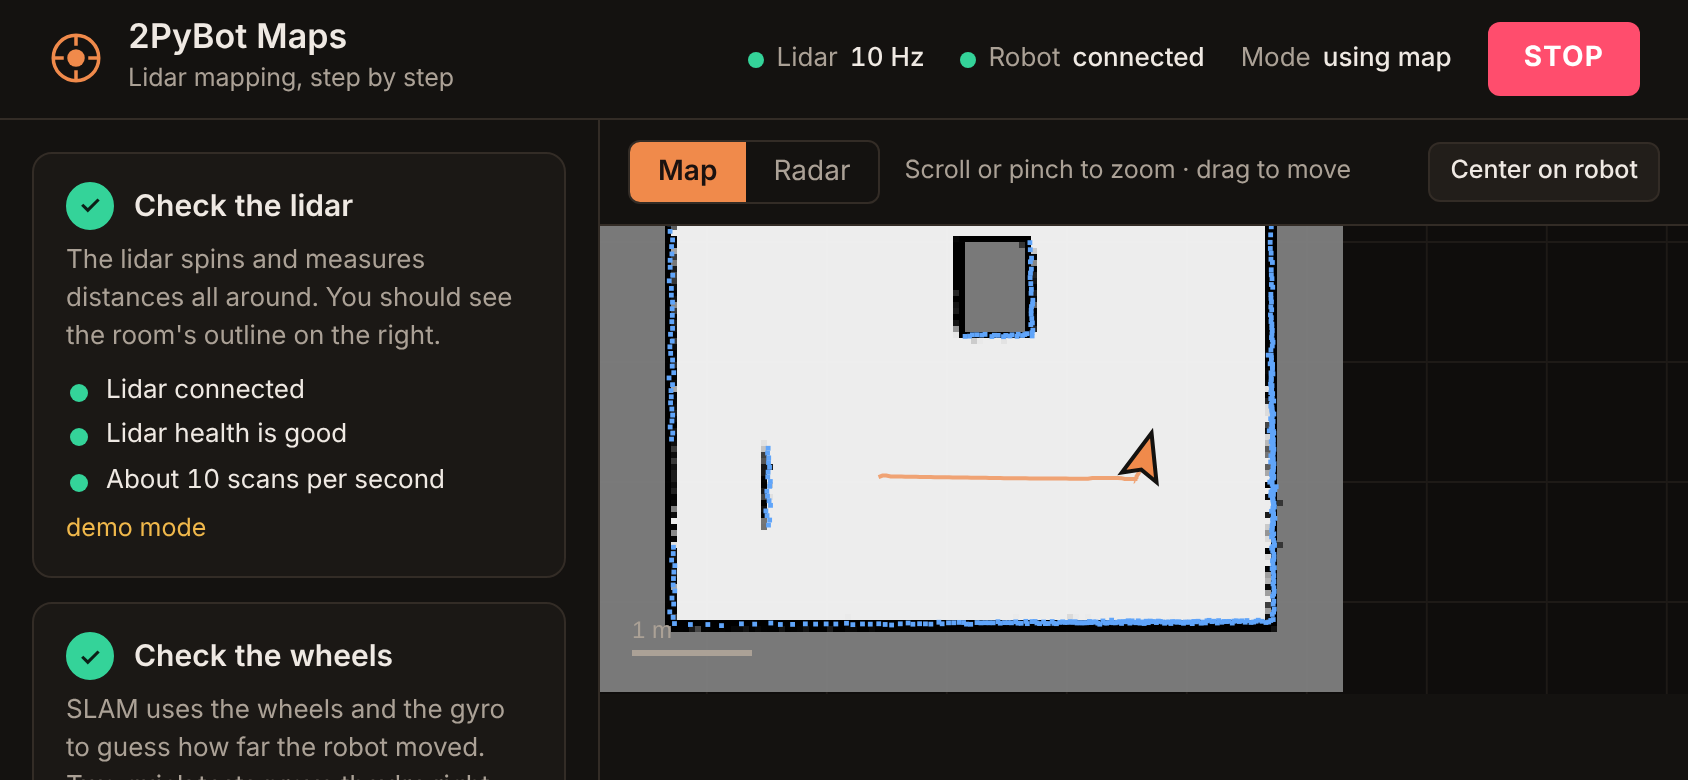 2PyBot Maps
Lidar mapping, step by step
Lidar 10 Hz
Robot connected
Mode using map
STOP
Check the lidar
The lidar spins and measures
distances all around. You should see
the room's outline on the right.
Lidar connected
Lidar health is good
About 10 scans per second
demo mode
Check the wheels
SLAM uses the wheels and the gyro
to guess how far the robot moved.
Map
Radar
Scroll or pinch to zoom · drag to move
Center on robot
1 m